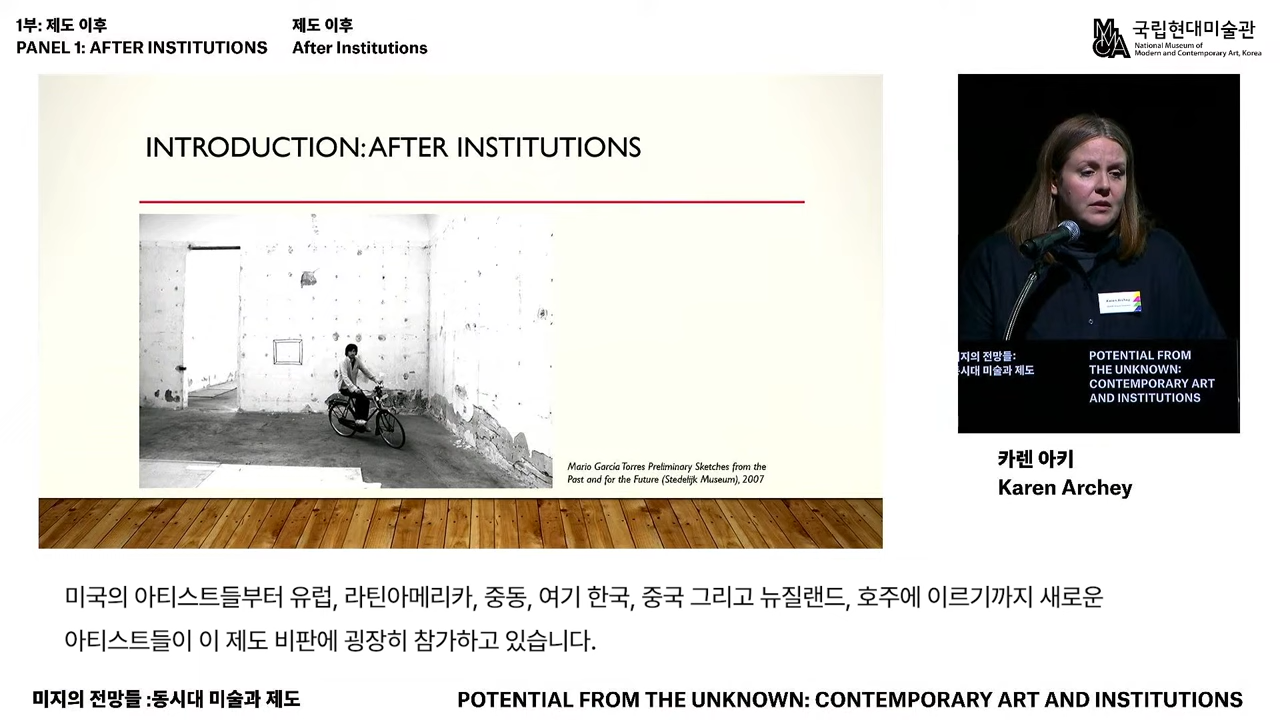 1부: 제도 이후
PANEL 1: AFTER INSTITUTIONS
제도 이후
After Institutions
MMCA
국립현대미술관
National Museum of
Modern and Contemporary Art, Korea
INTRODUCTION: AFTER INSTITUTIONS
Mario García Torres Preliminary Sketches from the
Past and for the Future (Stedelijk Museum), 2007
Karen Archey
지의 전망들:
시대 미술과 제도
POTENTIAL FROM
THE UNKNOWN:
CONTEMPORARY ART
AND INSTITUTIONS
카렌 아키
Karen Archey
미국의 아티스트들부터 유럽, 라틴아메리카, 중동, 여기 한국, 중국 그리고 뉴질랜드, 호주에 이르기까지 새로운
아티스트들이 이 제도 비판에 굉장히 참가하고 있습니다.
미지의 전망들 :동시대 미술과 제도
POTENTIAL FROM THE UNKNOWN: CONTEMPORARY ART AND INSTITUTIONS